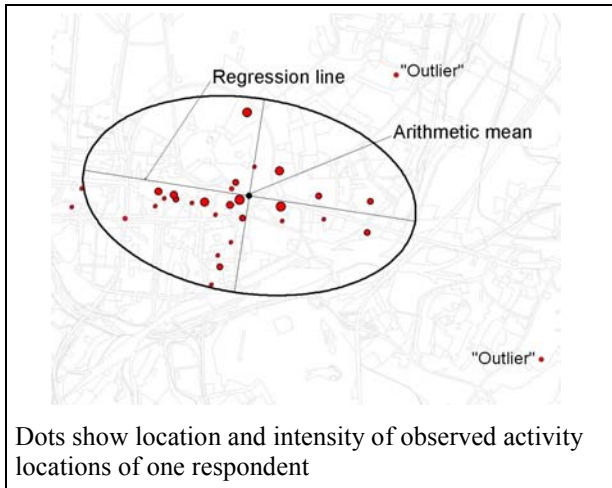 "Outlier"
Regression line
Arithmetic mean
"Outlier"
Dots show location and intensity of observed activity
locations of one respondent